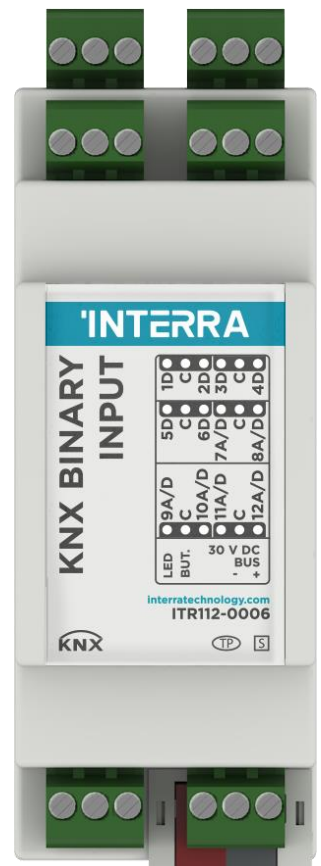 INTERRA
KNX BINARY
INPUT
1D C 2D 3D C 4D
5D C 6D 7A/D C 8A/D
9A/D C 10A/D 11A/D C 12A/D
LED BUT. 30 V DC BUS - +
interratechnology.com
ITR112-0006
KNX
TP
S